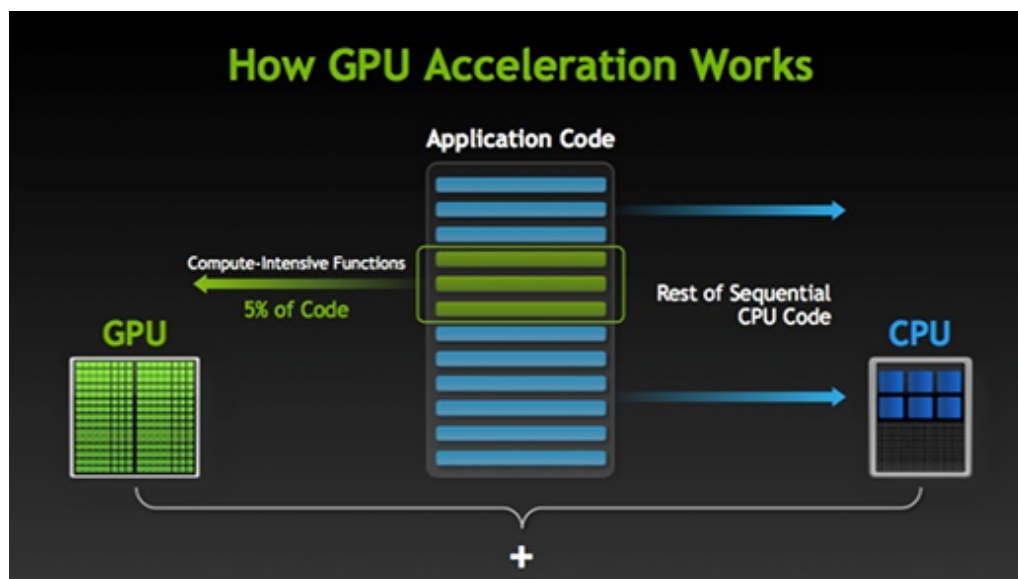 How GPU Acceleration Works
Application Code
Compute-Intensive Functions
5% of Code
Rest of Sequential
CPU Code
GPU
CPU
+